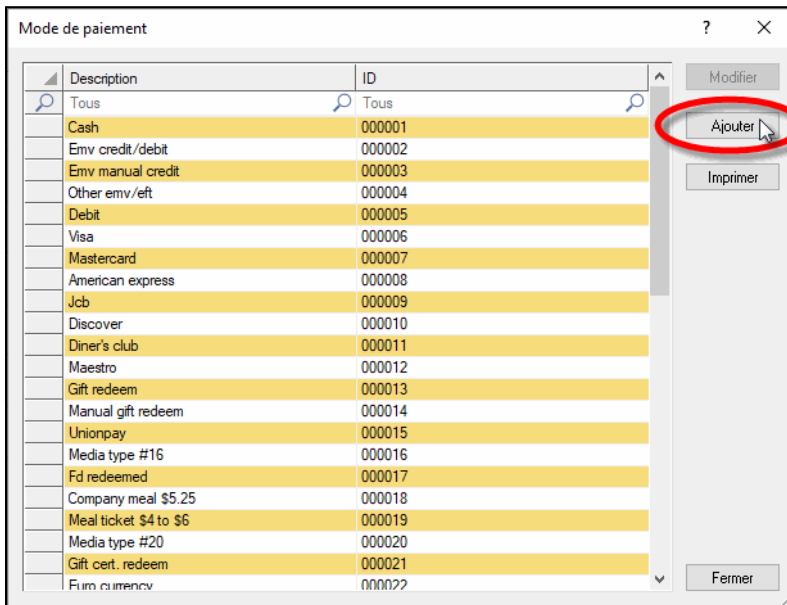 Mode de paiement ?
Description ID Modifier
Tous Tous
Cash 000001 Ajouter
Emv credit/debit 000002
Emv manual credit 000003 Imprimer
Other emv/eft 000004
Debit 000005
Visa 000006
Mastercard 000007
American express 000008
Jcb 000009
Discover 000010
Diner's club 000011
Maestro 000012
Gift redeem 000013
Manual gift redeem 000014
Unionpay 000015
Media type #16 000016
Fd redeemed 000017
Company meal $5.25 000018
Meal ticket $4 to $6 000019
Media type #20 000020
Gift cert. redeem 000021 Fermer
Euro currency 000022